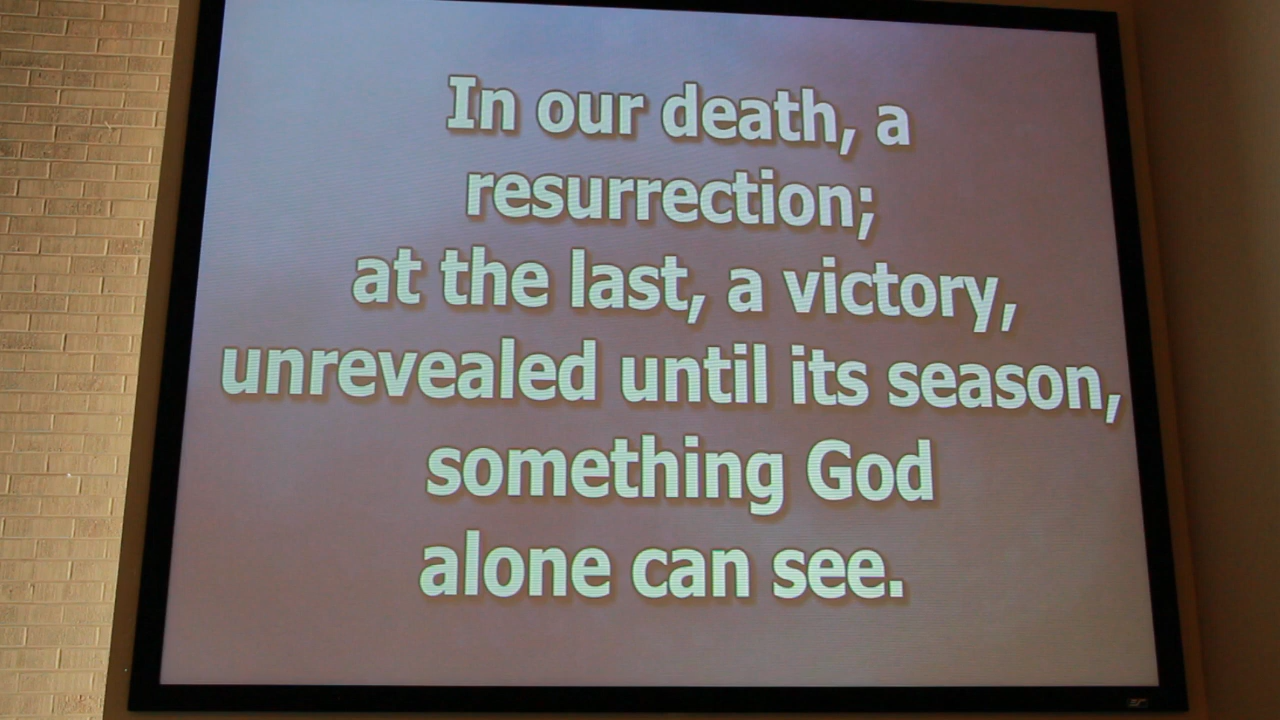 In our death, a
resurrection;
at the last, a victory,
unrevealed until its season,
something God
alone can see.